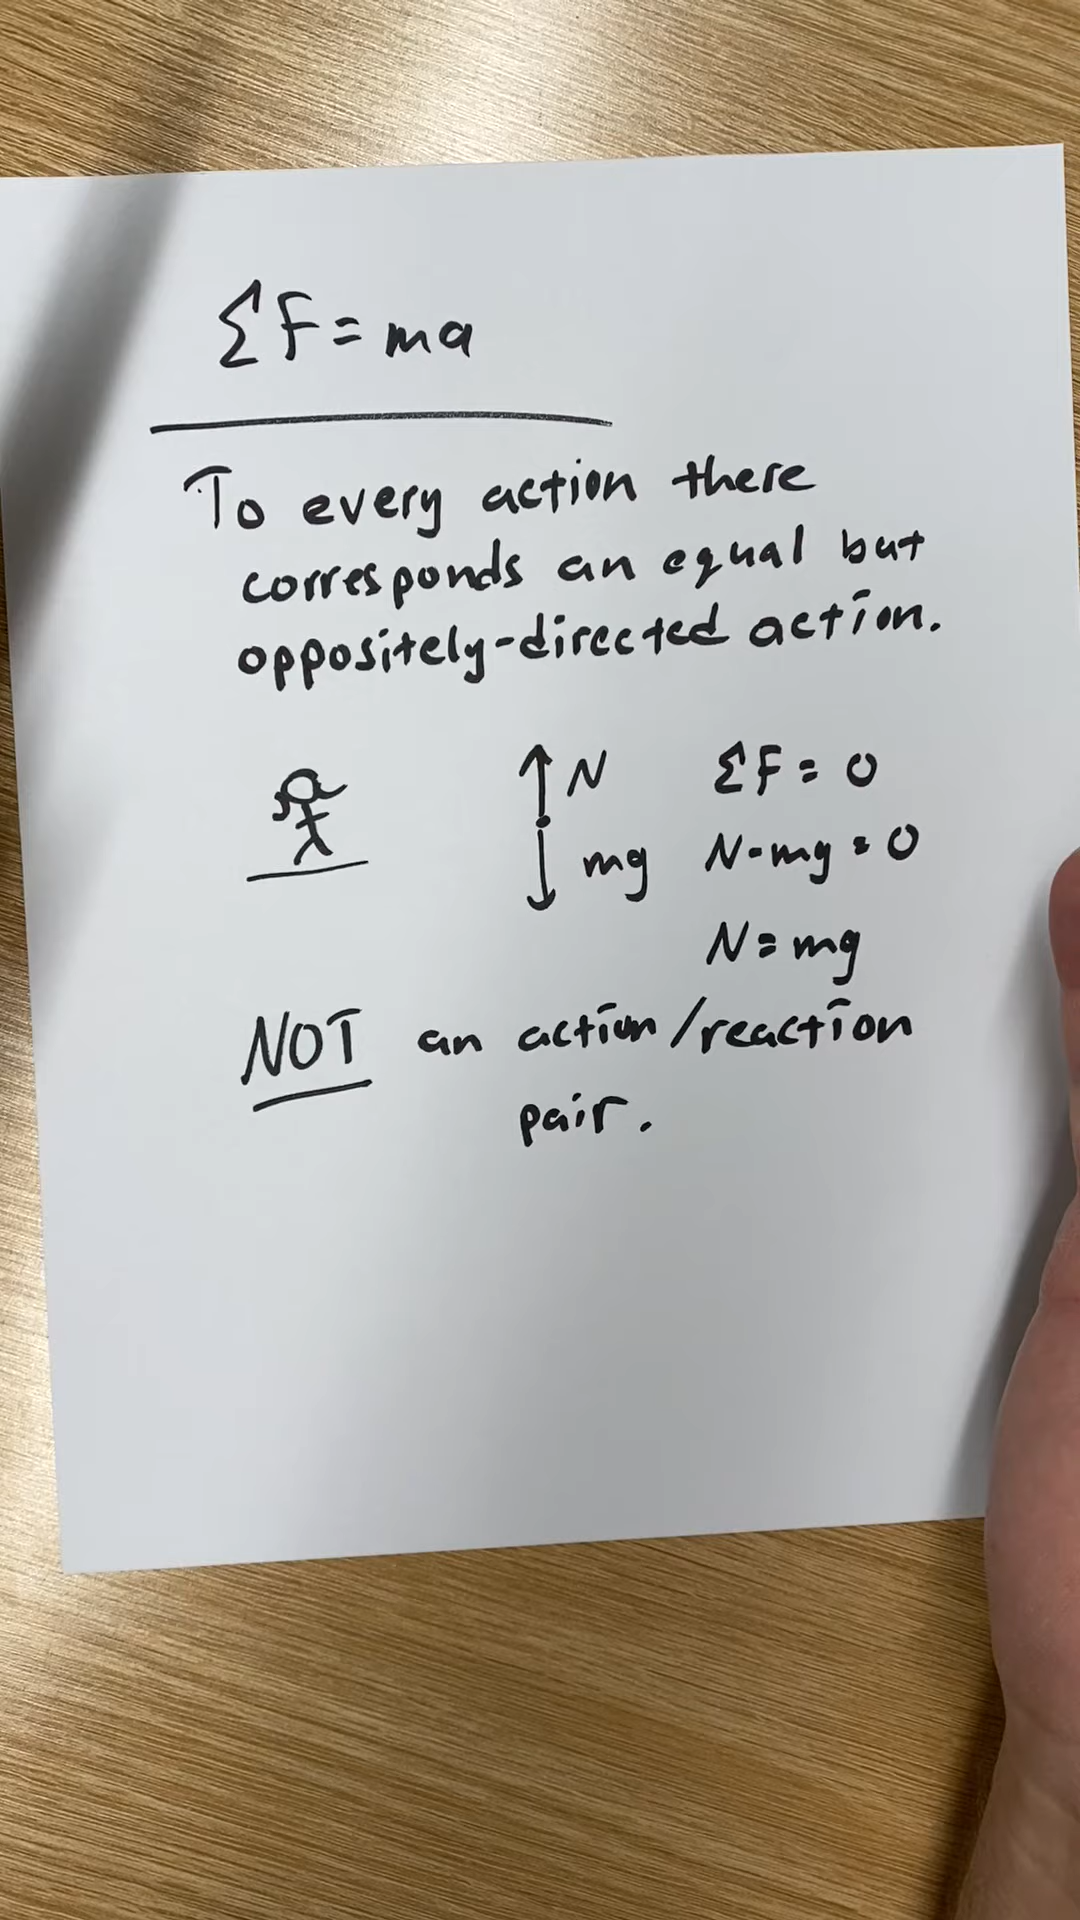 ΣF = ma
To every action there
corresponds an equal but
oppositely-directed action.
N ΣF = 0
mg N - mg = 0
N = mg
NOT an action/reaction
pair.